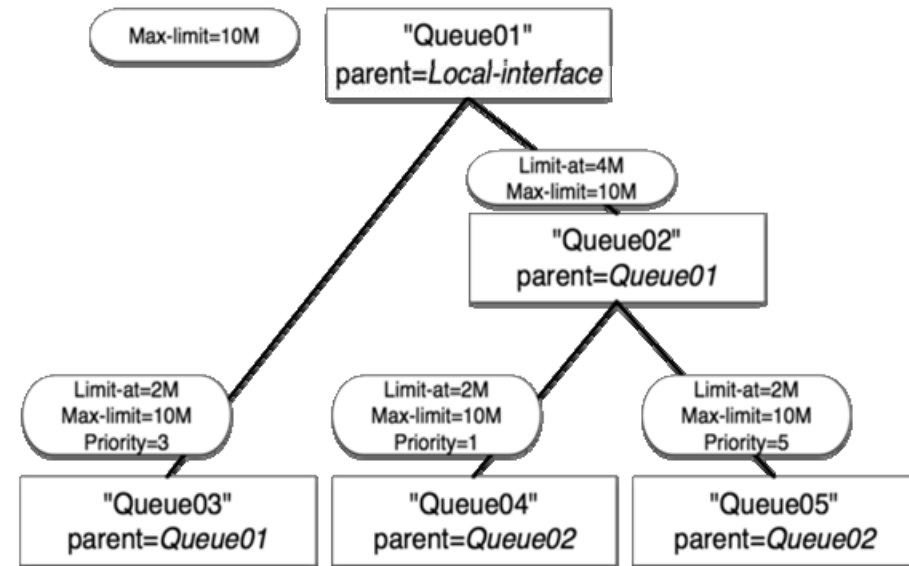 Max-limit=10M
"Queue01"
parent=Local-interface
Limit-at=4M
Max-limit=10M
"Queue02"
parent=Queue01
Limit-at=2M
Max-limit=10M
Priority=3
Limit-at=2M
Max-limit=10M
Priority=1
Limit-at=2M
Max-limit=10M
Priority=5
"Queue03"
parent=Queue01
"Queue04"
parent=Queue02
"Queue05"
parent=Queue02